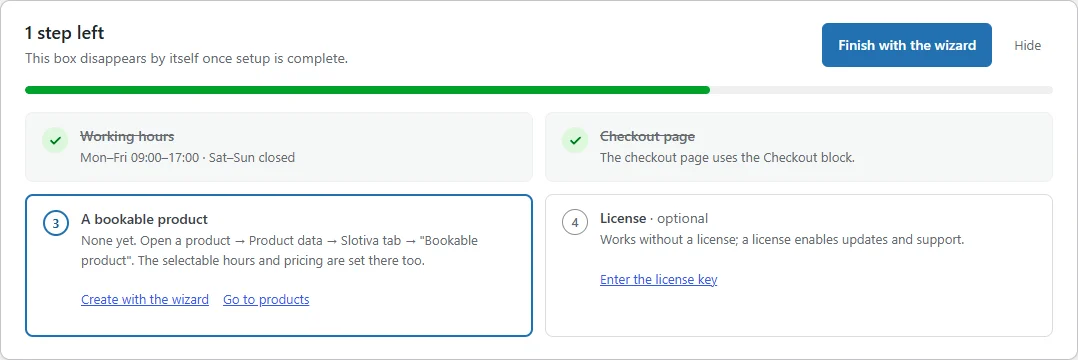 1 step left
This box disappears by itself once setup is complete.
Finish with the wizard
Hide
Working hours
Mon–Fri 09:00–17:00 · Sat–Sun closed
Checkout page
The checkout page uses the Checkout block.
3
A bookable product
None yet. Open a product → Product data → Slotiva tab → "Bookable
product". The selectable hours and pricing are set there too.
Create with the wizard Go to products
4
License · optional
Works without a license; a license enables updates and support.
Enter the license key